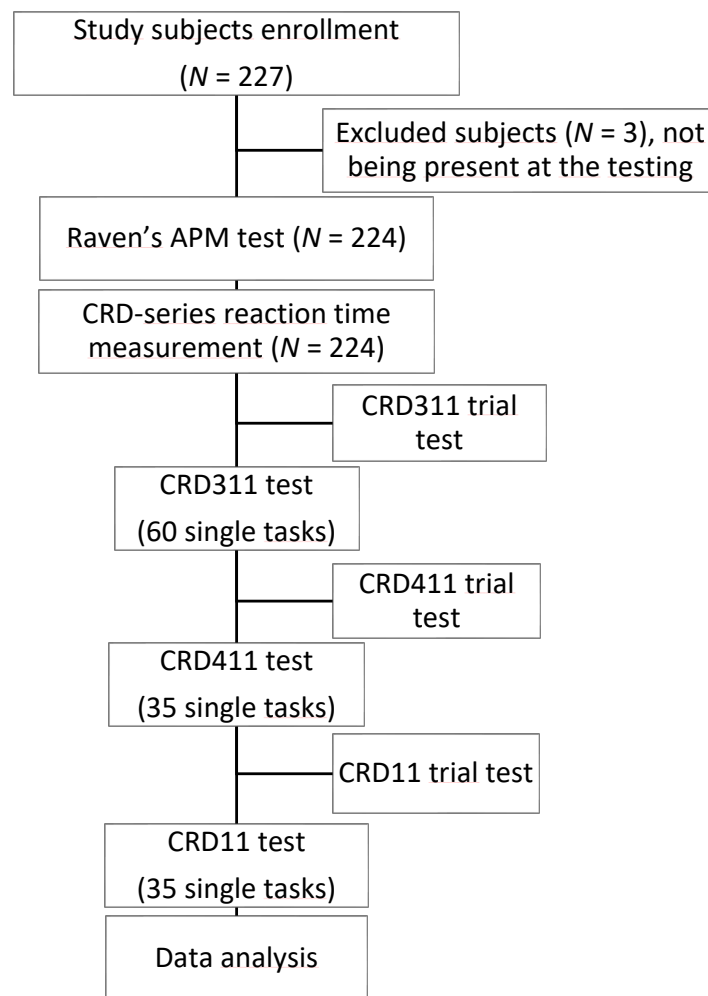 Study subjects enrollment
(N = 227)
Excluded subjects (N = 3), not
being present at the testing
Raven’s APM test (N = 224)
CRD-series reaction time
measurement (N = 224)
CRD311 trial
test
CRD311 test
(60 single tasks)
CRD411 trial
test
CRD411 test
(35 single tasks)
CRD11 trial test
CRD11 test
(35 single tasks)
Data analysis